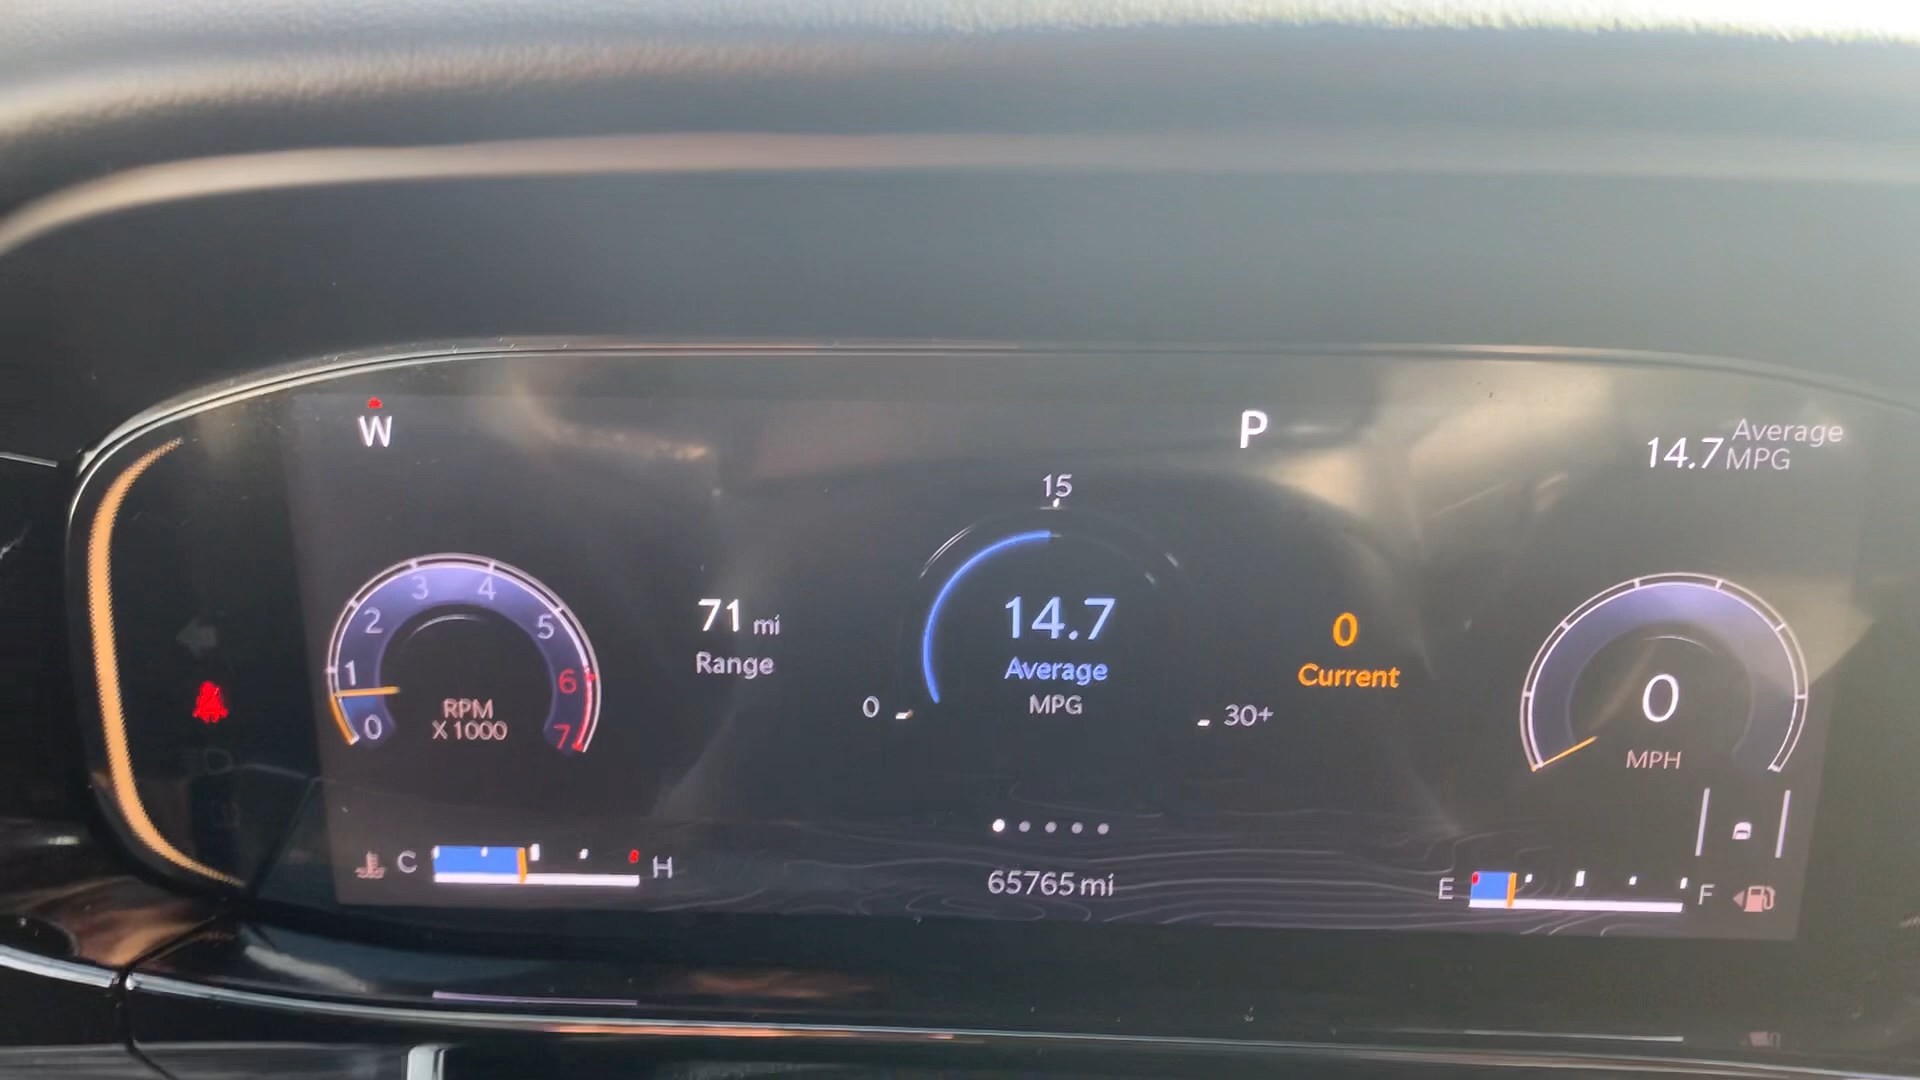 W
P
14.7 Average
MPG
15
1
2
3
4
5
6
7
0
RPM
X 1000
71 mi
Range
14.7
Average
MPG
0
30+
0
Current
0
MPH
C
H
65765 mi
E
F